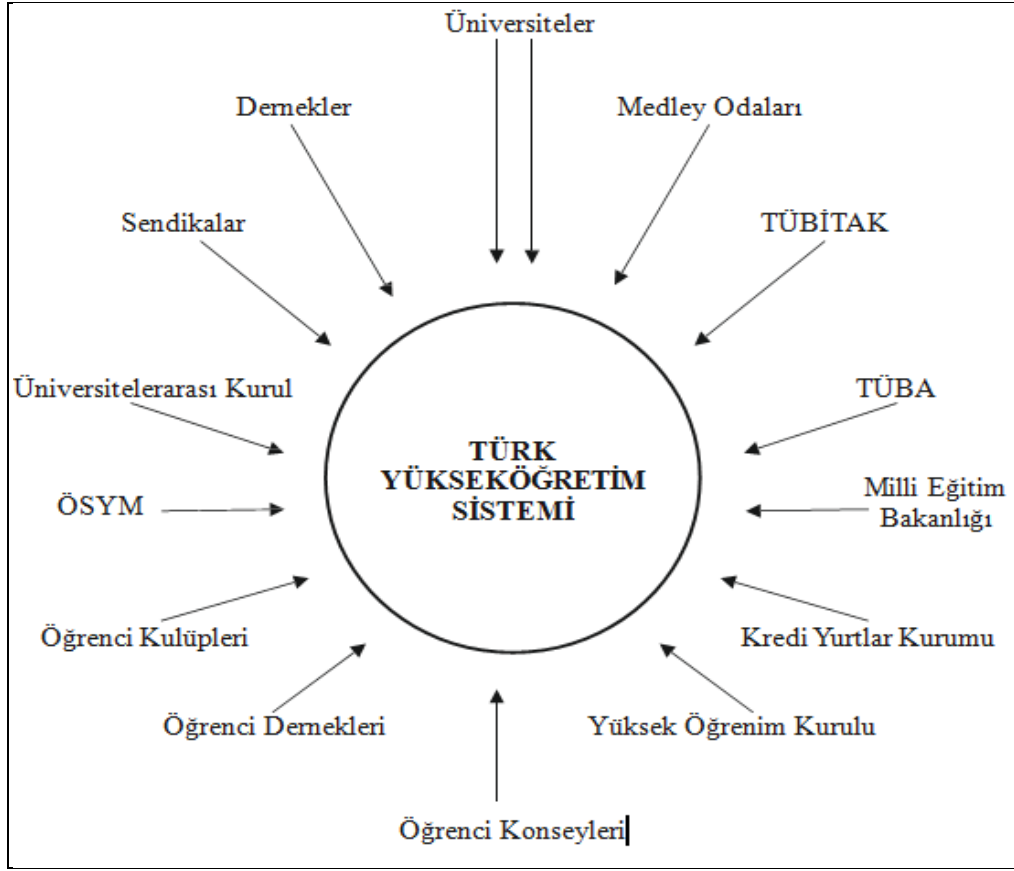 Üniversiteler
Dernekler
Medley Odaları
Sendikalar
TÜBİTAK
Üniversitelerarası Kurul
TÜBA
TÜRK
YÜKSEKÖĞRETİM
SİSTEMİ
ÖSYM
Milli Eğitim
Bakanlığı
Öğrenci Kulüpleri
Kredi Yurtlar Kurumu
Öğrenci Dernekleri
Yüksek Öğrenim Kurulu
Öğrenci Konseyleri